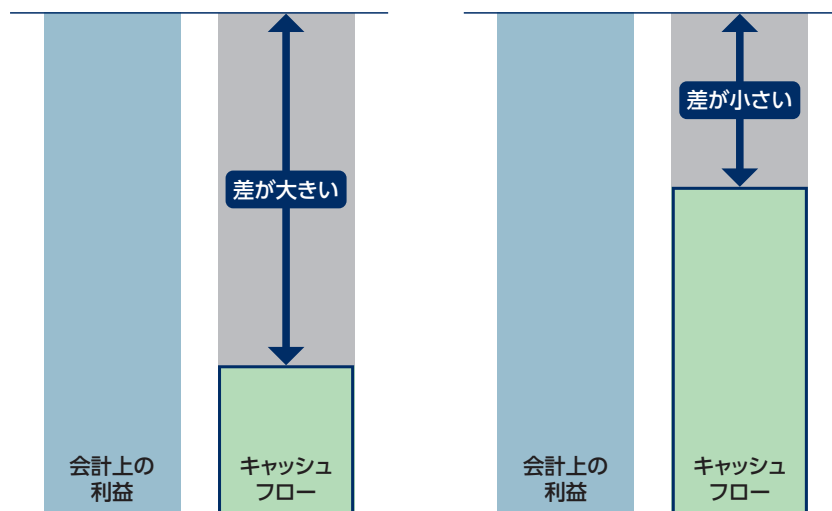 差が大きい
会計上の
利益
キャッシュ
フロー
差が小さい
会計上の
利益
キャッシュ
フロー